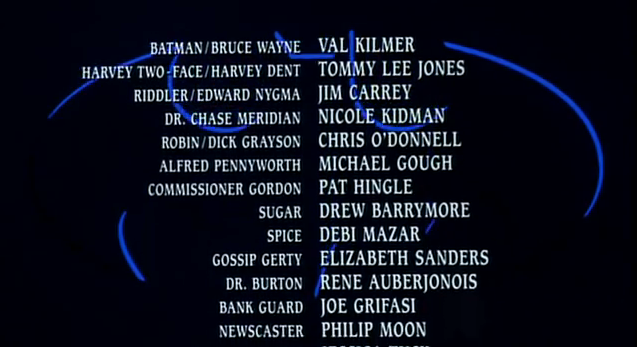 BATMAN/BRUCE WAYNE VAL KILMER
HARVEY TWO-FACE/HARVEY DENT TOMMY LEE JONES
RIDDLER/EDWARD NYGMA JIM CARREY
DR. CHASE MERIDIAN NICOLE KIDMAN
ROBIN/DICK GRAYSON CHRIS O'DONNELL
ALFRED PENNYWORTH MICHAEL GOUGH
COMMISSIONER GORDON PAT HINGLE
SUGAR DREW BARRYMORE
SPICE DEBI MAZAR
GOSSIP GERTY ELIZABETH SANDERS
DR. BURTON RENE AUBERJONOIS
BANK GUARD JOE GRIFASI
NEWSCASTER PHILIP MOON